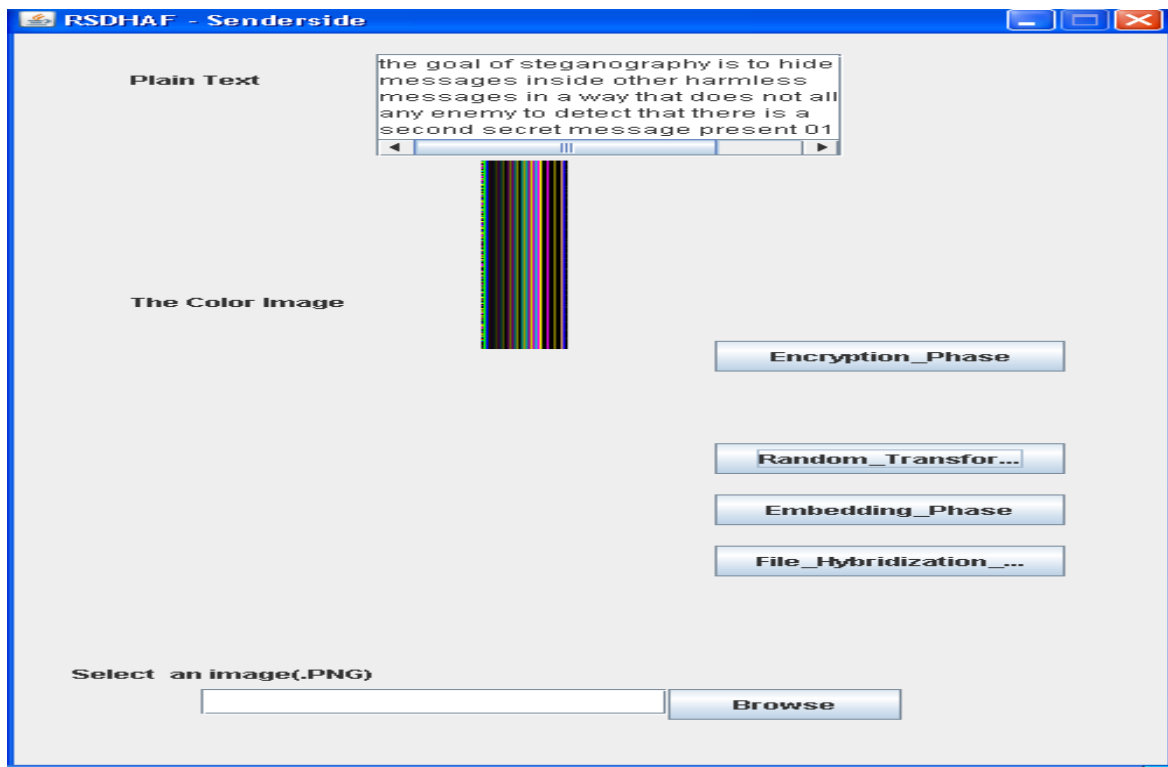 RSDHAF - Senderside
Plain Text
the goal of steganography is to hide
messages inside other harmless
messages in a way that does not all
any enemy to detect that there is a
second secret message present 01
The Color Image
Encryption_Phase
Random_Transfor...
Embedding_Phase
File_Hybridization_...
Select an image(.PNG)
Browse